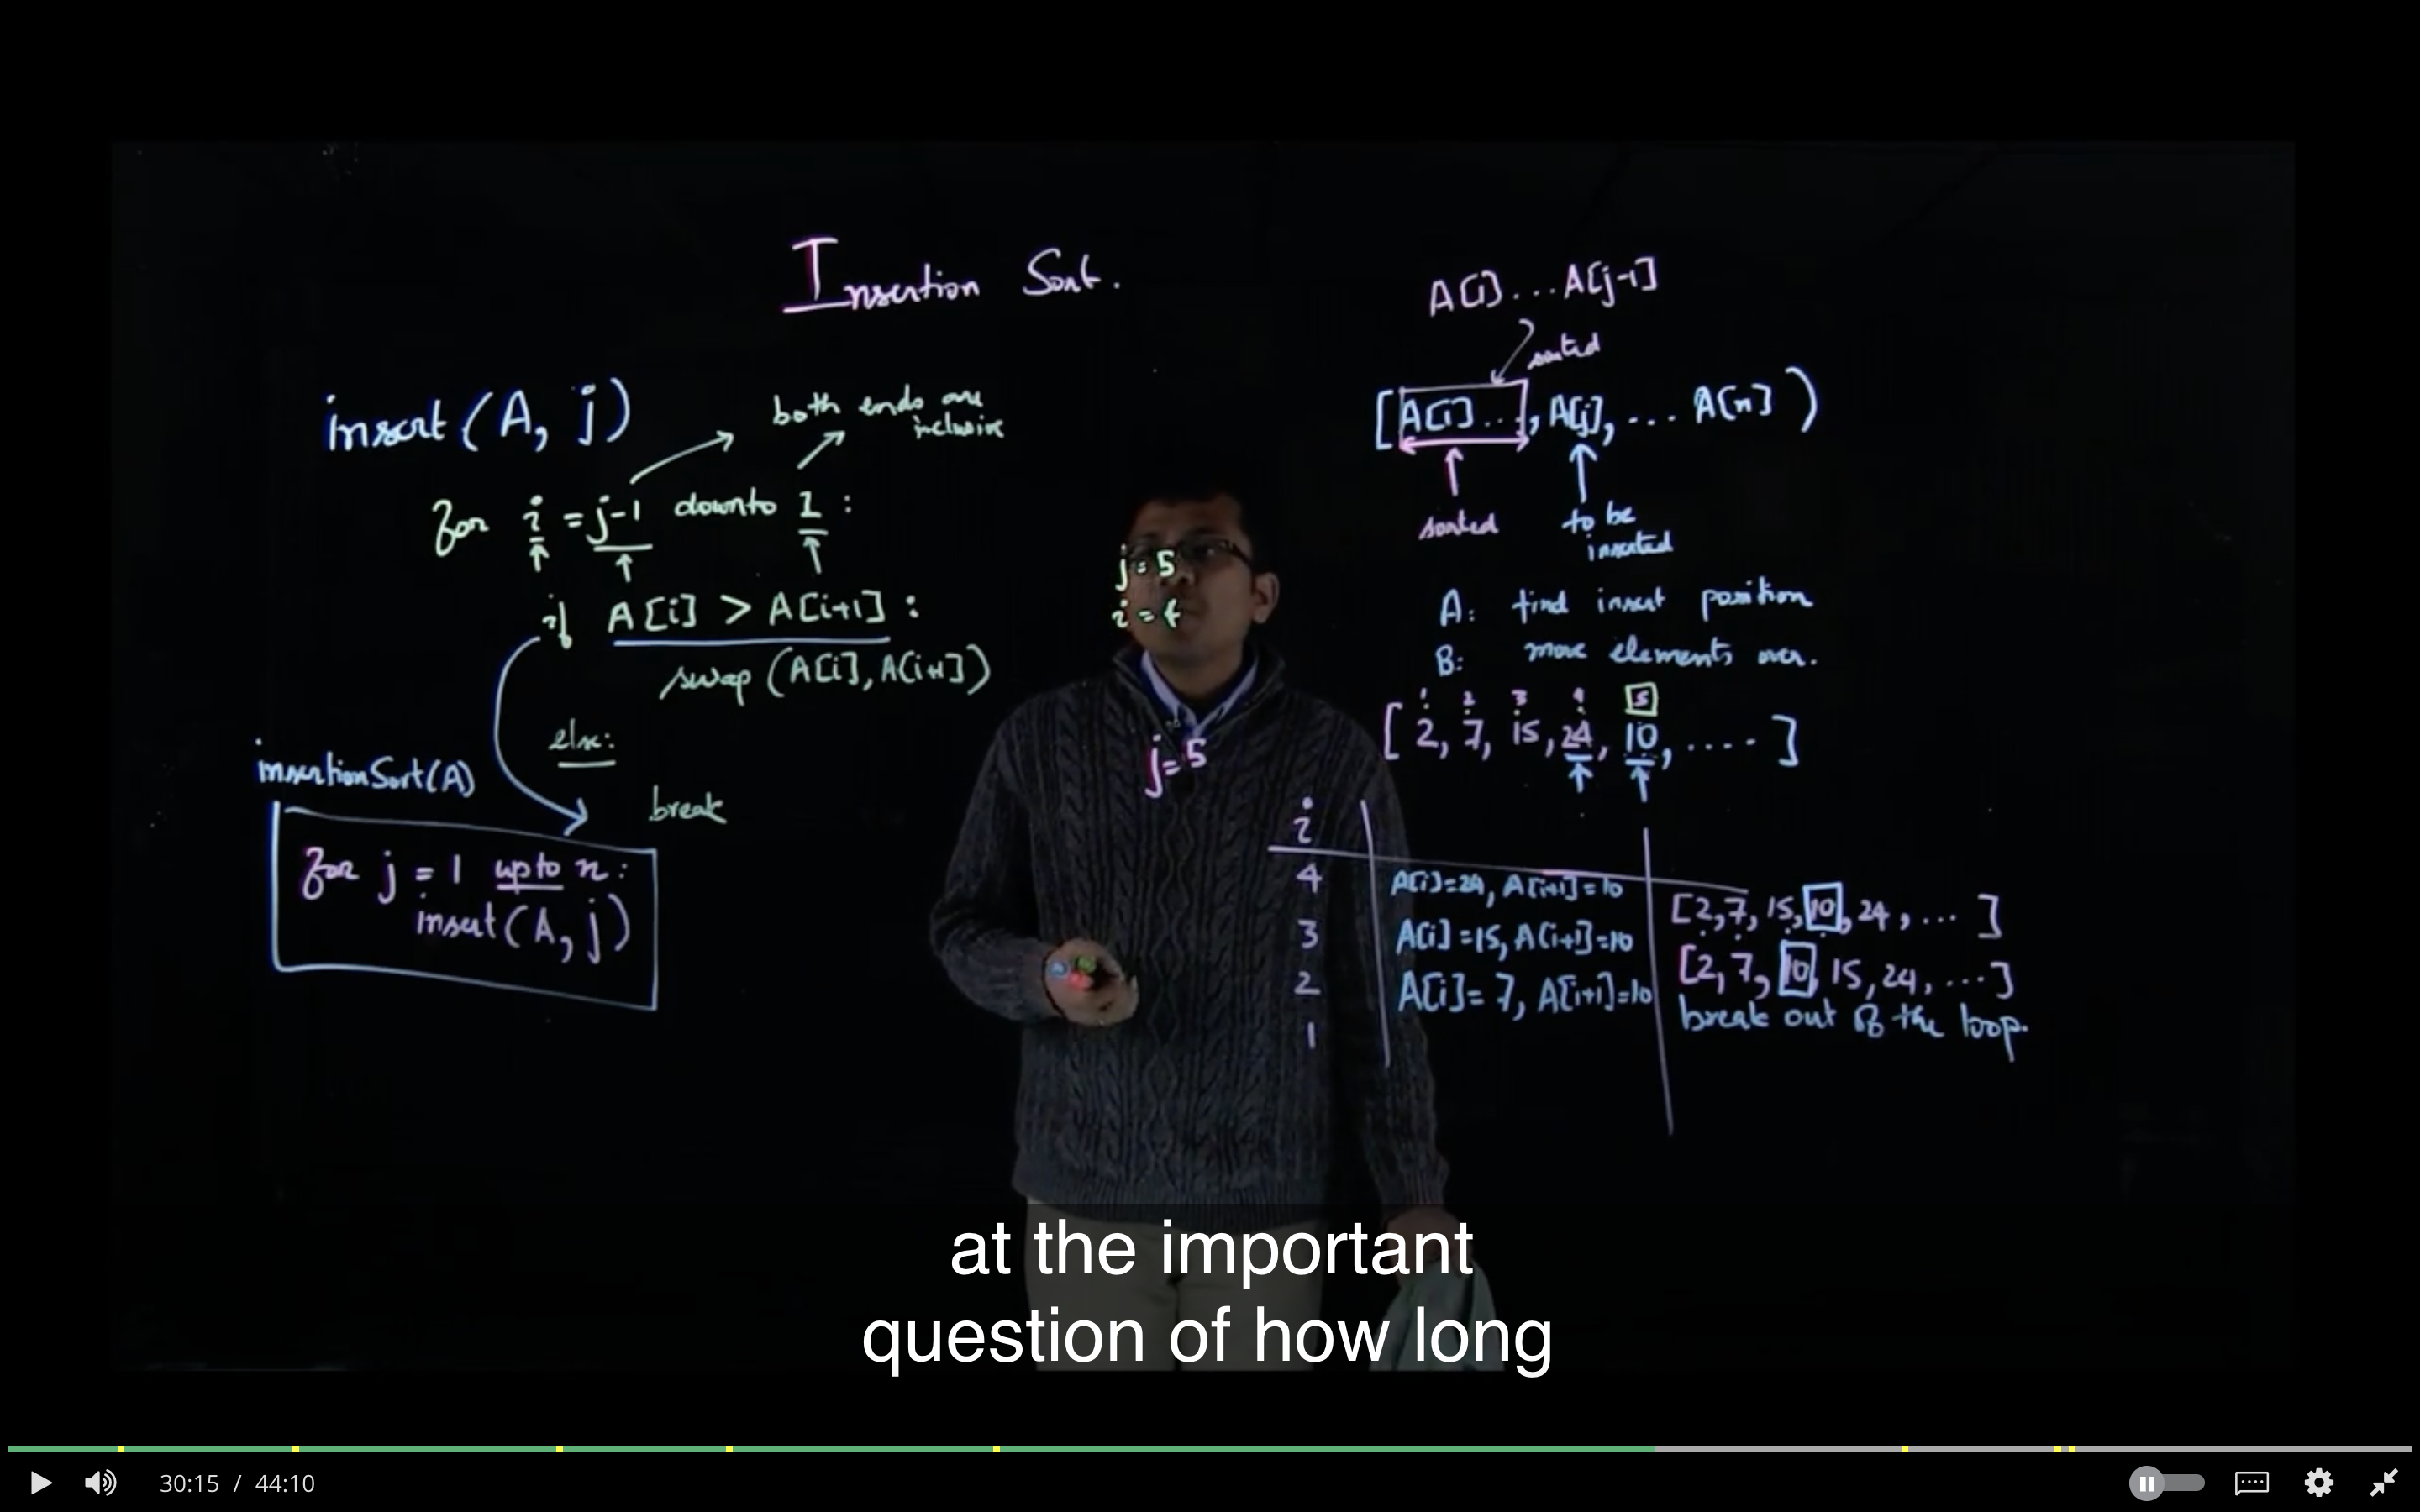 Insertion Sort.
insert(A, j)
both ends are
inclusive
for i = j-1 downto 1 :
if A[i] > A[i+1] :
swap (A[i], A[i+1])
else:
break
insertionSort(A)
for j = 1 upto n :
insert(A, j)
j = 5
i = 4
j = 5
A[1] ... A[j-1]
sorted
[A[1]...], A[j], ... A[n] )
sorted
to be
inserted
A: find insert position
B: move elements over.
1 2 3 4 5
[ 2, 7, 15, 24, 10, .... ]
i
4 A[i]=24, A[i+1]=10 [2,7, 15, 10, 24, ... ]
3 A[i]=15, A[i+1]=10 [2, 7, 10, 15, 24, ... ]
2 A[i]= 7, A[i+1]=10 break out of the loop.
1
at the important
question of how long
30:15 / 44:10